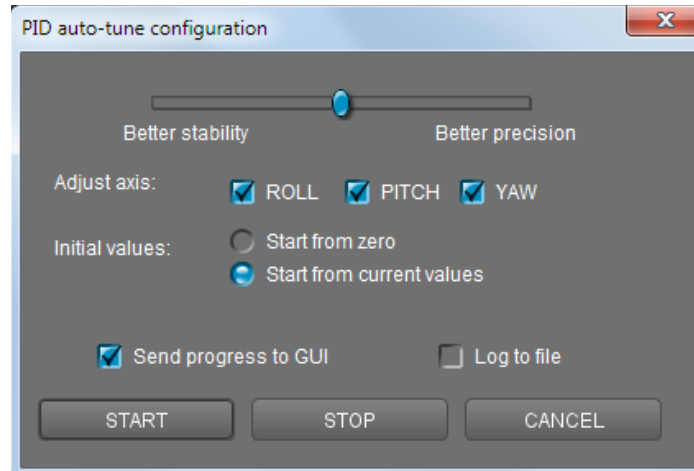 PID auto-tune configuration
Better stability Better precision
Adjust axis: ROLL PITCH YAW
Initial values: Start from zero
Start from current values
Send progress to GUI Log to file
START STOP CANCEL